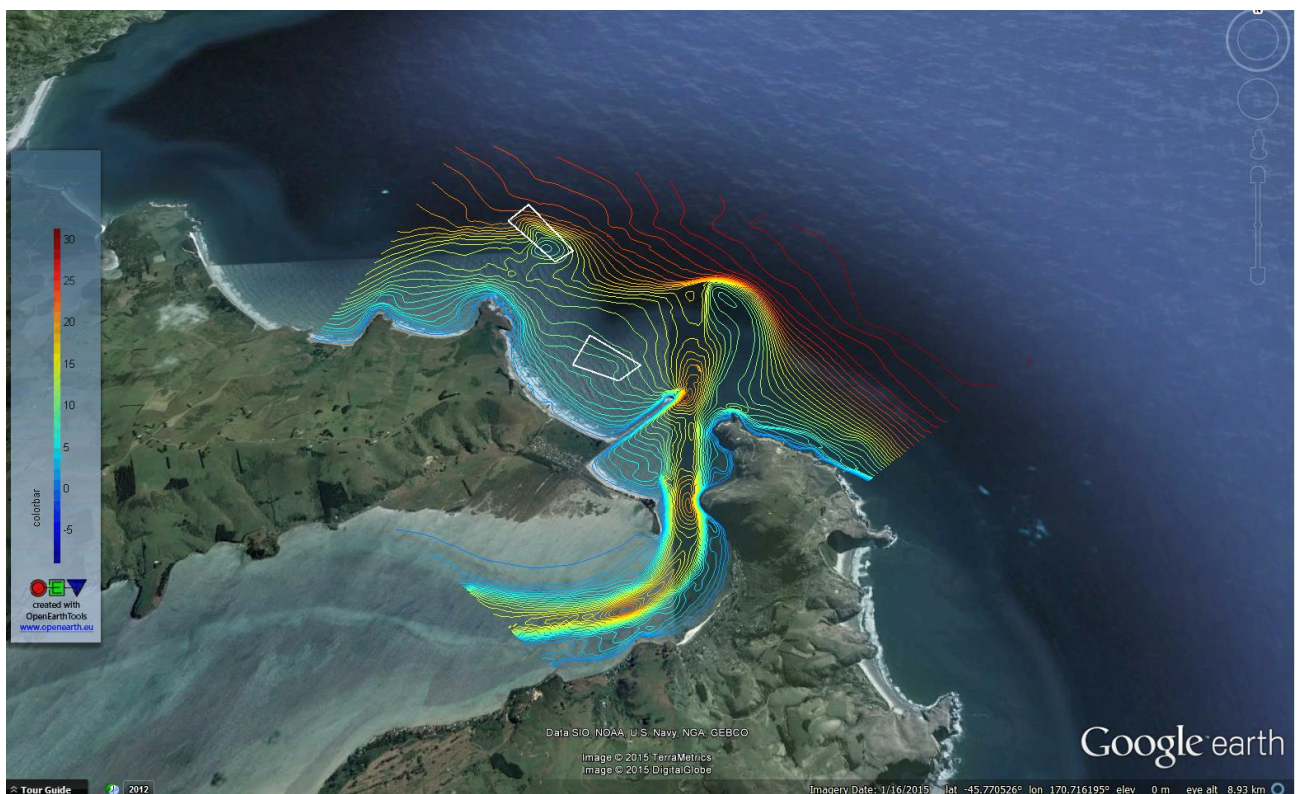 30
25
20
15
10
5
0
-5
colorbar
created with
OpenEarthTools
www.openearth.eu
Data SIO, NOAA, U.S. Navy, NGA, GEBCO
Image © 2015 TerraMetrics
Image © 2015 DigitalGlobe
Google earth
Tour Guide
2012
Imagery Date: 1/16/2015 lat -45.770526° lon 170.716195° elev 0 m eye alt 8.93 km